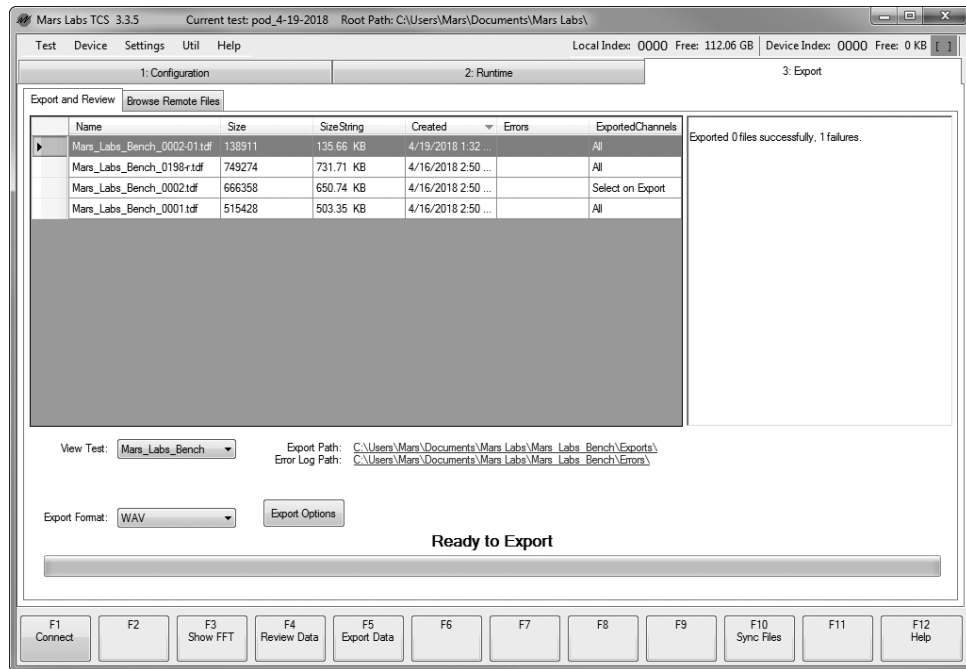 Mars Labs TCS 3.3.5 Current test: pod_4-19-2018 Root Path: C:\Users\Mars\Documents\Mars Labs\
Test Device Settings Util Help Local Index: 0000 Free: 112.06 GB Device Index: 0000 Free: 0 KB [ ]
1: Configuration 2: Runtime 3: Export
Export and Review Browse Remote Files
Name Size SizeString Created Errors ExportedChannels
Mars_Labs_Bench_0002-01.tdf 138911 135.66 KB 4/19/2018 1:32 ... All
Mars_Labs_Bench_0198-r.tdf 749274 731.71 KB 4/16/2018 2:50 ... All
Mars_Labs_Bench_0002.tdf 666358 650.74 KB 4/16/2018 2:50 ... Select on Export
Mars_Labs_Bench_0001.tdf 515428 503.35 KB 4/16/2018 2:50 ... All
Exported 0 files successfully, 1 failures.
View Test: Mars_Labs_Bench
Export Path: C:\Users\Mars\Documents\Mars Labs\Mars_Labs_Bench\Exports\
Error Log Path: C:\Users\Mars\Documents\Mars Labs\Mars_Labs_Bench\Errors\
Export Format: WAV Export Options
Ready to Export
F1 Connect
F2
F3 Show FFT
F4 Review Data
F5 Export Data
F6
F7
F8
F9
F10 Sync Files
F11
F12 Help